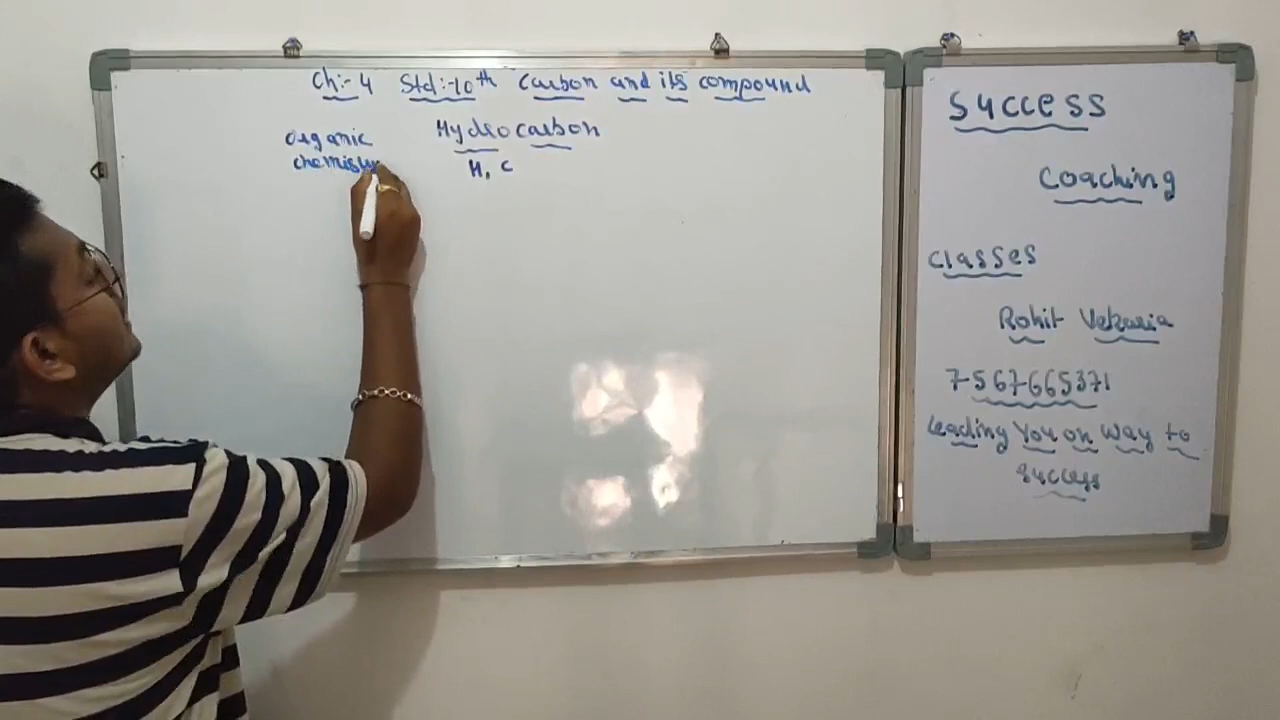 Ch:- 4 Std:-10th Carbon and its compound
Organic
chemistry
Hydrocarbon
H, C
Success
Coaching
Classes
Rohit Vekaria
7567665371
Leading You on Way to
Success